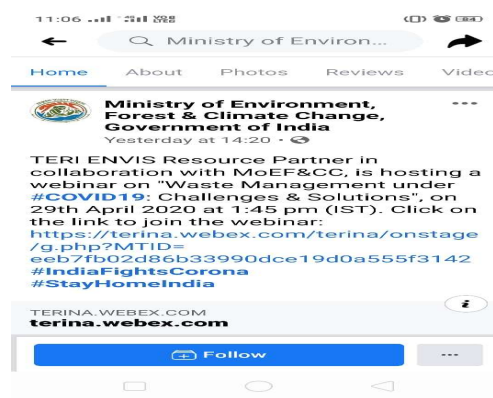 11:06
Ministry of Environ...
Home About Photos Reviews Video
Ministry of Environment,
Forest & Climate Change,
Government of India
Yesterday at 14:20
TERI ENVIS Resource Partner in
collaboration with MoEF&CC, is hosting a
webinar on "Waste Management under
#COVID19: Challenges & Solutions", on
29th April 2020 at 1:45 pm (IST). Click on
the link to join the webinar:
https://terina.webex.com/terina/onstage
/g.php?MTID=
eeb7fb02d86b33990dce19d0a555f3142
#IndiaFightsCorona
#StayHomeIndia
TERINA.WEBEX.COM
terina.webex.com
Follow